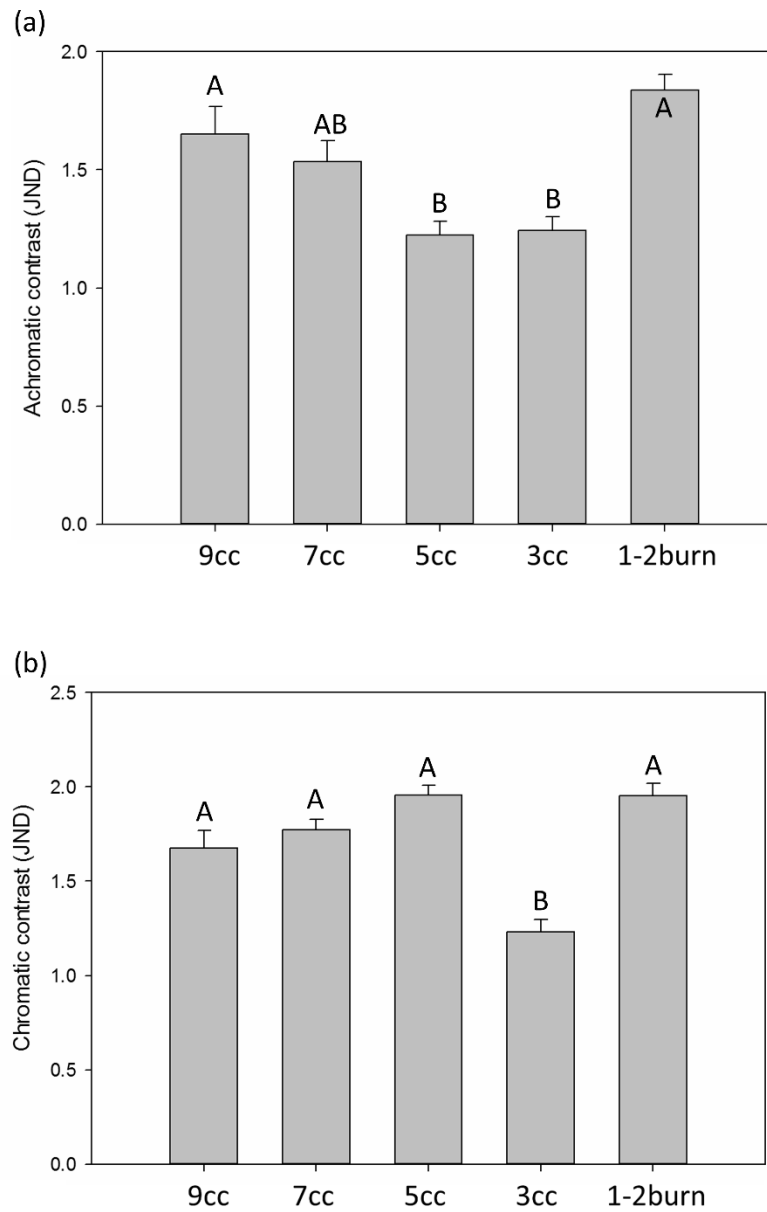 (a)
Achromatic contrast (JND)
2.0
1.5
1.0
0.5
0.0
A
AB
B
B
A
9cc 7cc 5cc 3cc 1-2burn
(b)
Chromatic contrast (JND)
2.5
2.0
1.5
1.0
0.5
0.0
A
A
A
B
A
9cc 7cc 5cc 3cc 1-2burn